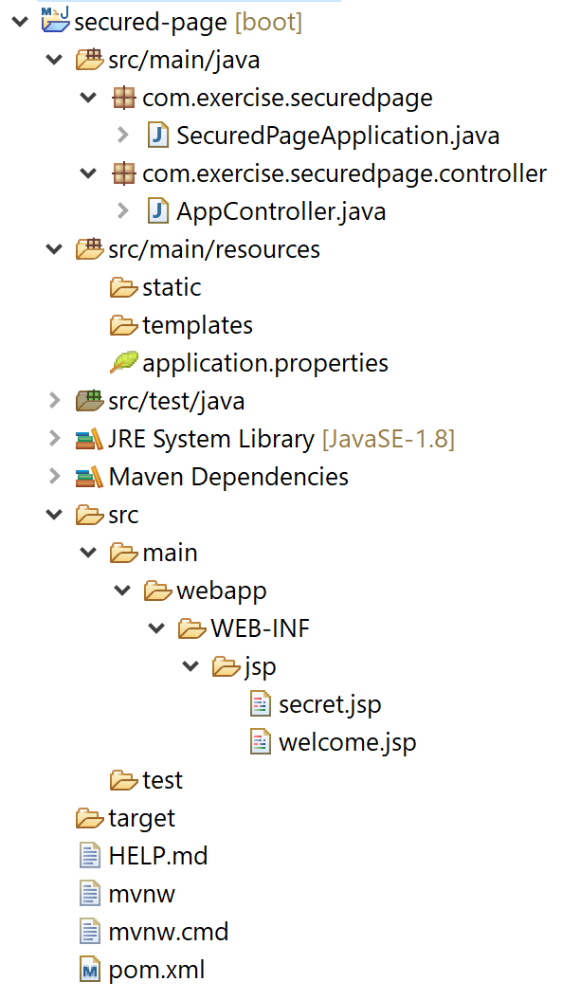 secured-page [boot]
src/main/java
com.exercise.securedpage
SecuredPageApplication.java
com.exercise.securedpage.controller
AppController.java
src/main/resources
static
templates
application.properties
src/test/java
JRE System Library [JavaSE-1.8]
Maven Dependencies
src
main
webapp
WEB-INF
jsp
secret.jsp
welcome.jsp
test
target
HELP.md
mvnw
mvnw.cmd
pom.xml